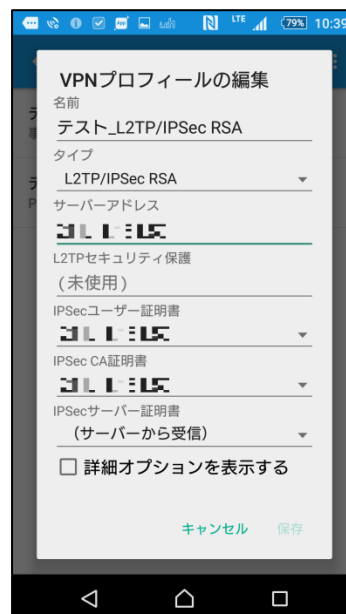 LTE 79% 10:39
VPNプロフィールの編集
名前
テスト_L2TP/IPSec RSA
タイプ
L2TP/IPSec RSA
サーバーアドレス
L2TPセキュリティ保護
(未使用)
IPSecユーザー証明書
IPSec CA証明書
IPSecサーバー証明書
(サーバーから受信)
詳細オプションを表示する
キャンセル 保存